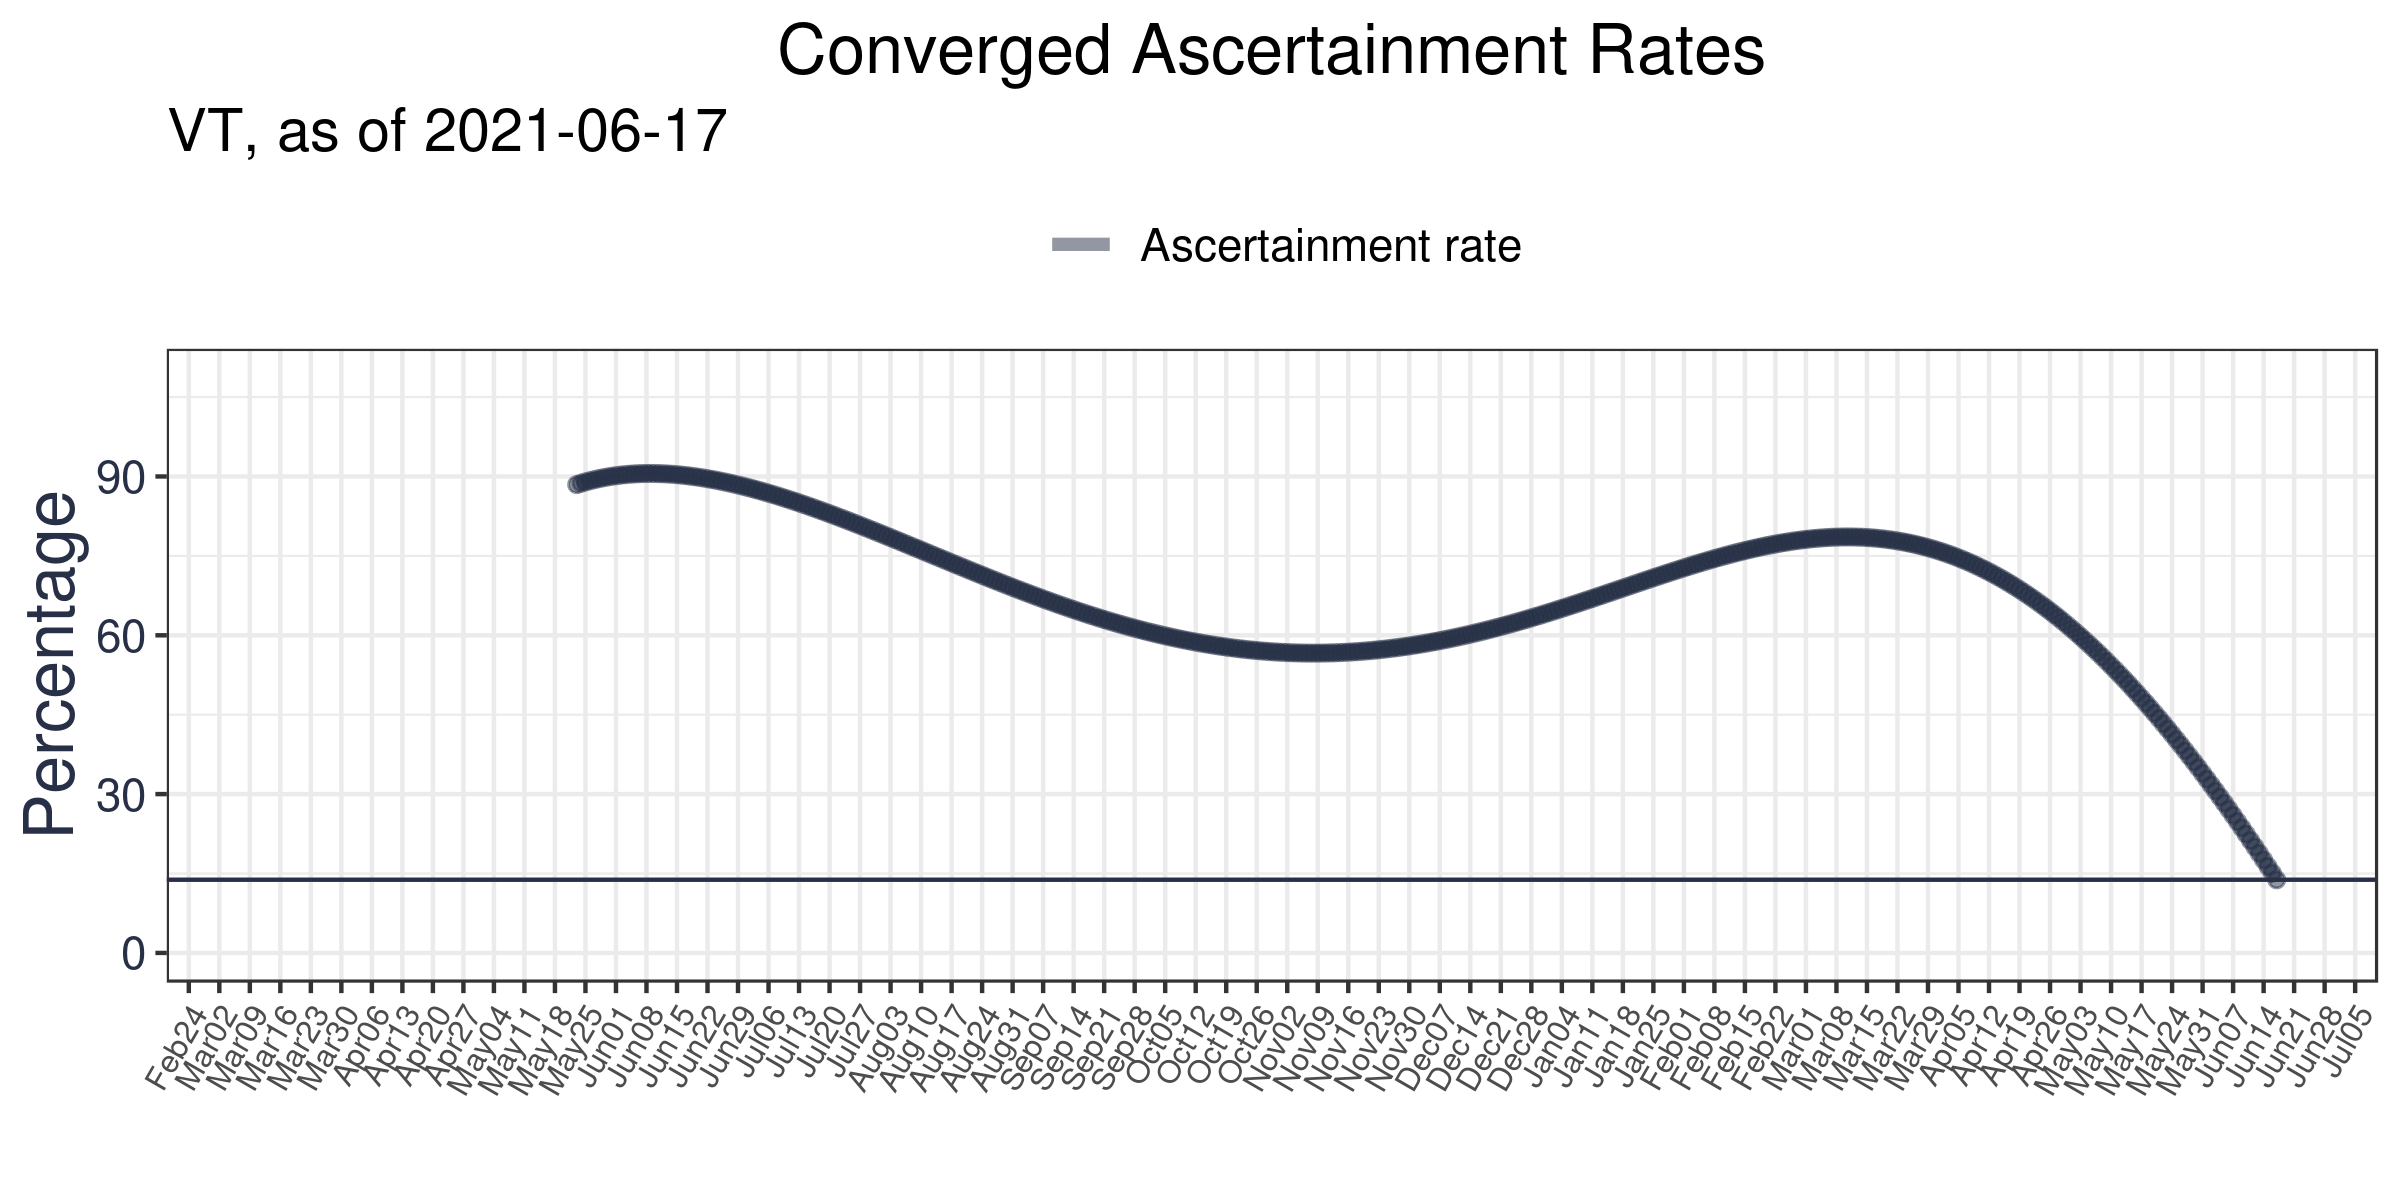 Converged Ascertainment Rates
VT, as of 2021-06-17
Ascertainment rate
Percentage
90
60
30
0
Feb24
Mar02
Mar09
Mar16
Mar23
Mar30
Apr06
Apr13
Apr20
Apr27
May04
May11
May18
May25
Jun01
Jun08
Jun15
Jun22
Jun29
Jul06
Jul13
Jul20
Jul27
Aug03
Aug10
Aug17
Aug24
Aug31
Sep07
Sep14
Sep21
Sep28
Oct05
Oct12
Oct19
Oct26
Nov02
Nov09
Nov16
Nov23
Nov30
Dec07
Dec14
Dec21
Dec28
Jan04
Jan11
Jan18
Jan25
Feb01
Feb08
Feb15
Feb22
Mar01
Mar08
Mar15
Mar22
Mar29
Apr05
Apr12
Apr19
Apr26
May03
May10
May17
May24
May31
Jun07
Jun14
Jun21
Jun28
Jul05